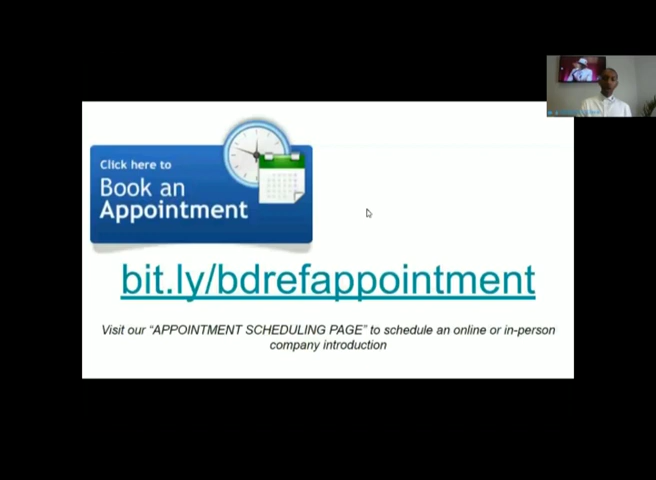 Click here to
Book an
Appointment
bit.ly/bdrefappointment
Visit our “APPOINTMENT SCHEDULING PAGE” to schedule an online or in-person
company introduction